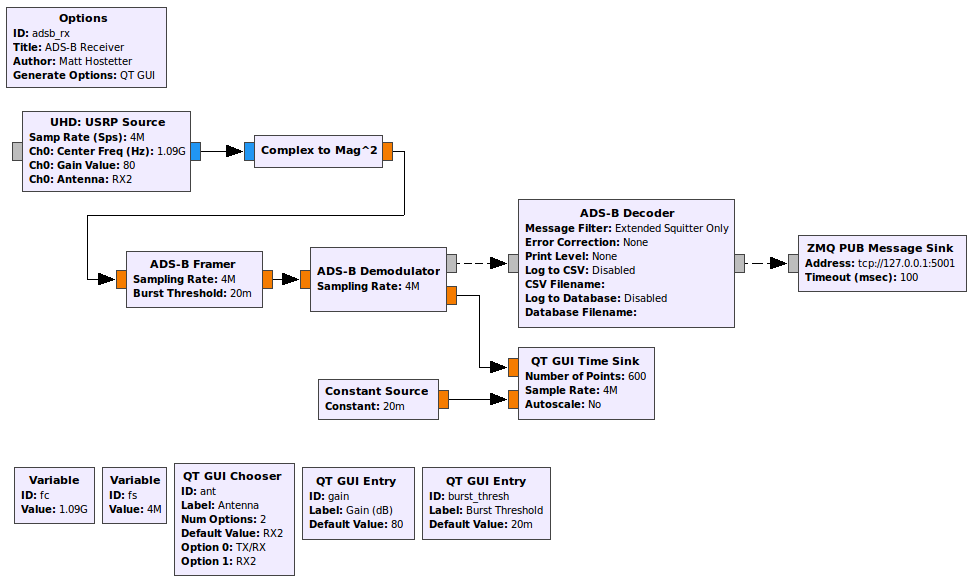 Options
ID: adsb_rx
Title: ADS-B Receiver
Author: Matt Hostetter
Generate Options: QT GUI
UHD: USRP Source
Samp Rate (Sps): 4M
Ch0: Center Freq (Hz): 1.09G
Ch0: Gain Value: 80
Ch0: Antenna: RX2
Complex to Mag^2
ADS-B Framer
Sampling Rate: 4M
Burst Threshold: 20m
ADS-B Demodulator
Sampling Rate: 4M
ADS-B Decoder
Message Filter: Extended Squitter Only
Error Correction: None
Print Level: None
Log to CSV: Disabled
CSV Filename:
Log to Database: Disabled
Database Filename:
ZMQ PUB Message Sink
Address: tcp://127.0.0.1:5001
Timeout (msec): 100
QT GUI Time Sink
Number of Points: 600
Sample Rate: 4M
Autoscale: No
Constant Source
Constant: 20m
Variable
ID: fc
Value: 1.09G
Variable
ID: fs
Value: 4M
QT GUI Chooser
ID: ant
Label: Antenna
Num Options: 2
Default Value: RX2
Option 0: TX/RX
Option 1: RX2
QT GUI Entry
ID: gain
Label: Gain (dB)
Default Value: 80
QT GUI Entry
ID: burst_thresh
Label: Burst Threshold
Default Value: 20m